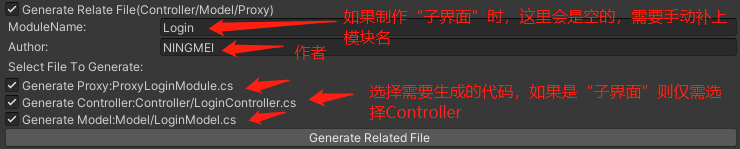 Generate Relate File(Controller/Model/Proxy)
ModuleName: Login
如果制作“子界面”时，这里会是空的，需要手动补上模块名
Author: NINGMEI
作者
Select File To Generate:
Generate Proxy:ProxyLoginModule.cs
Generate Controller:Controller/LoginController.cs
选择需要生成的代码，如果是“子界面”则仅需选择Controller
Generate Model:Model/LoginModel.cs
Generate Related File